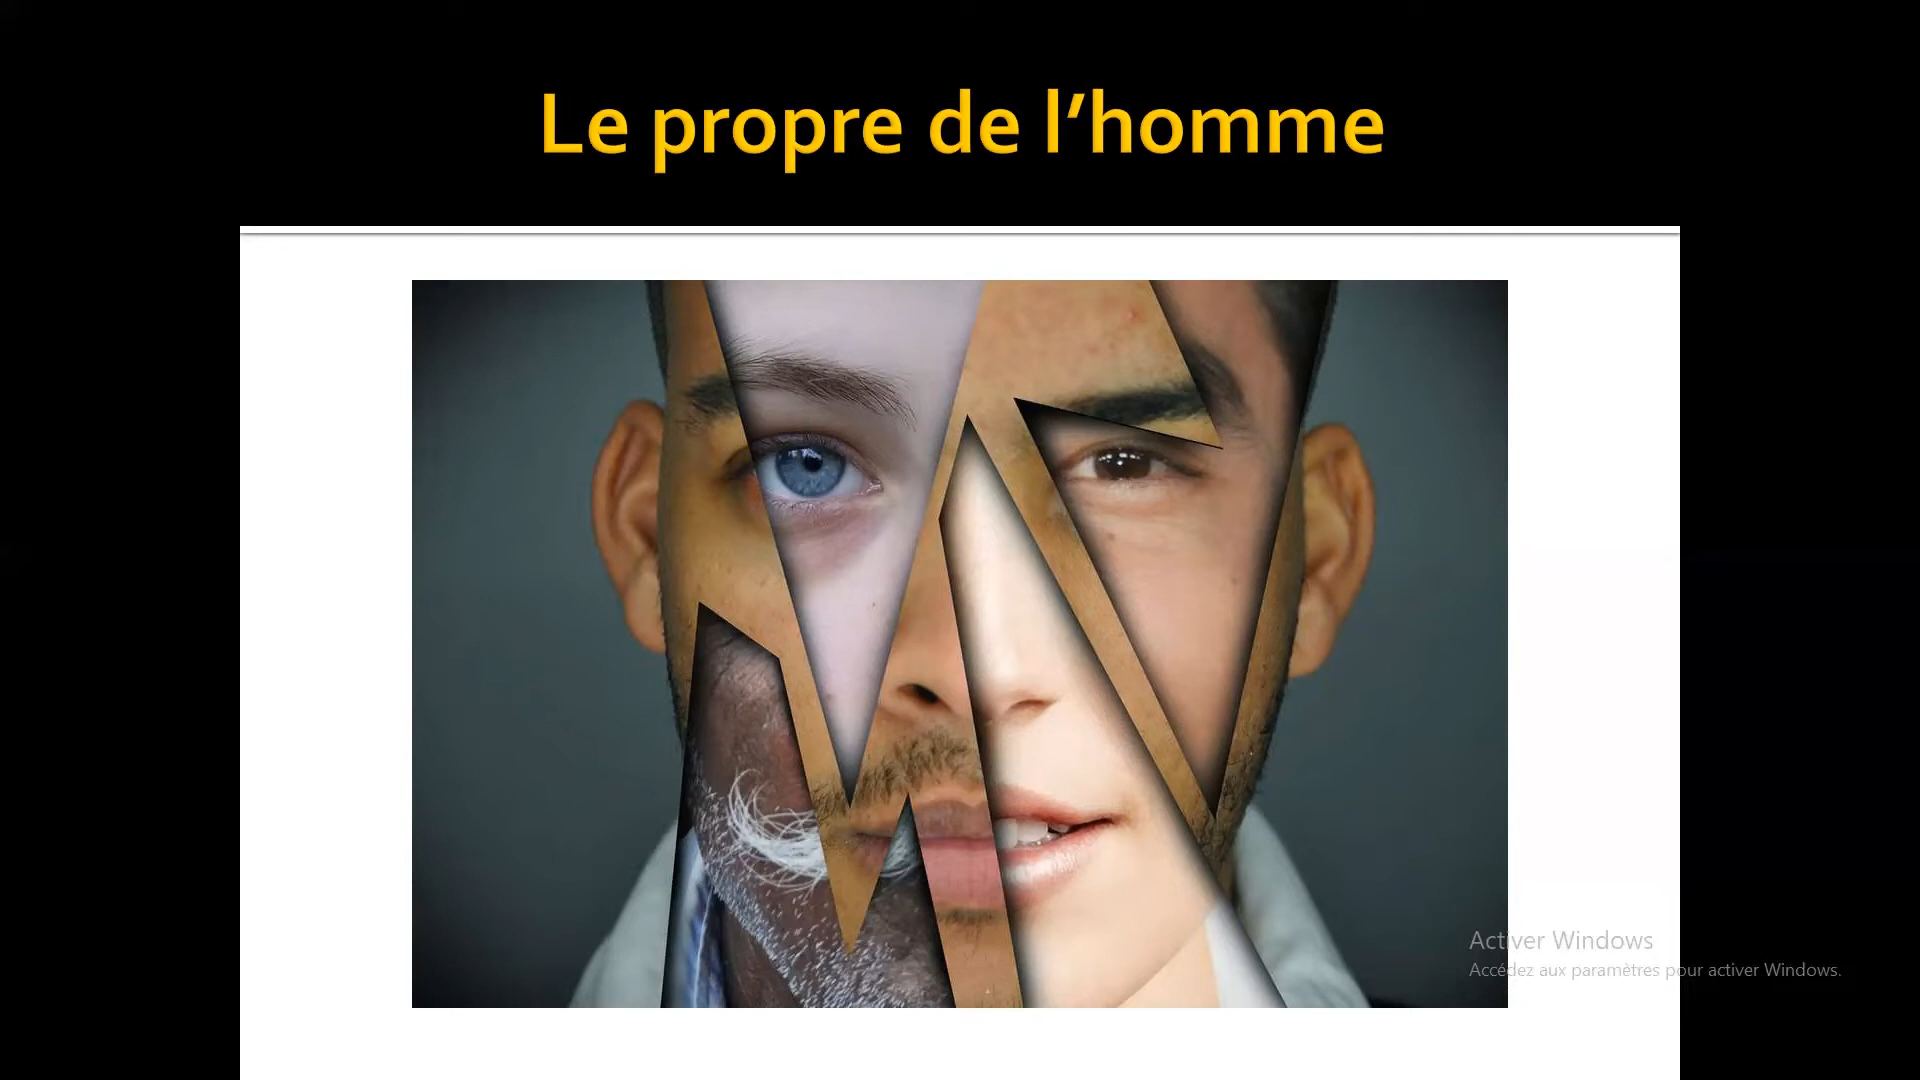 Le propre de l’homme
Activer Windows
Accédez aux paramètres pour activer Windows.